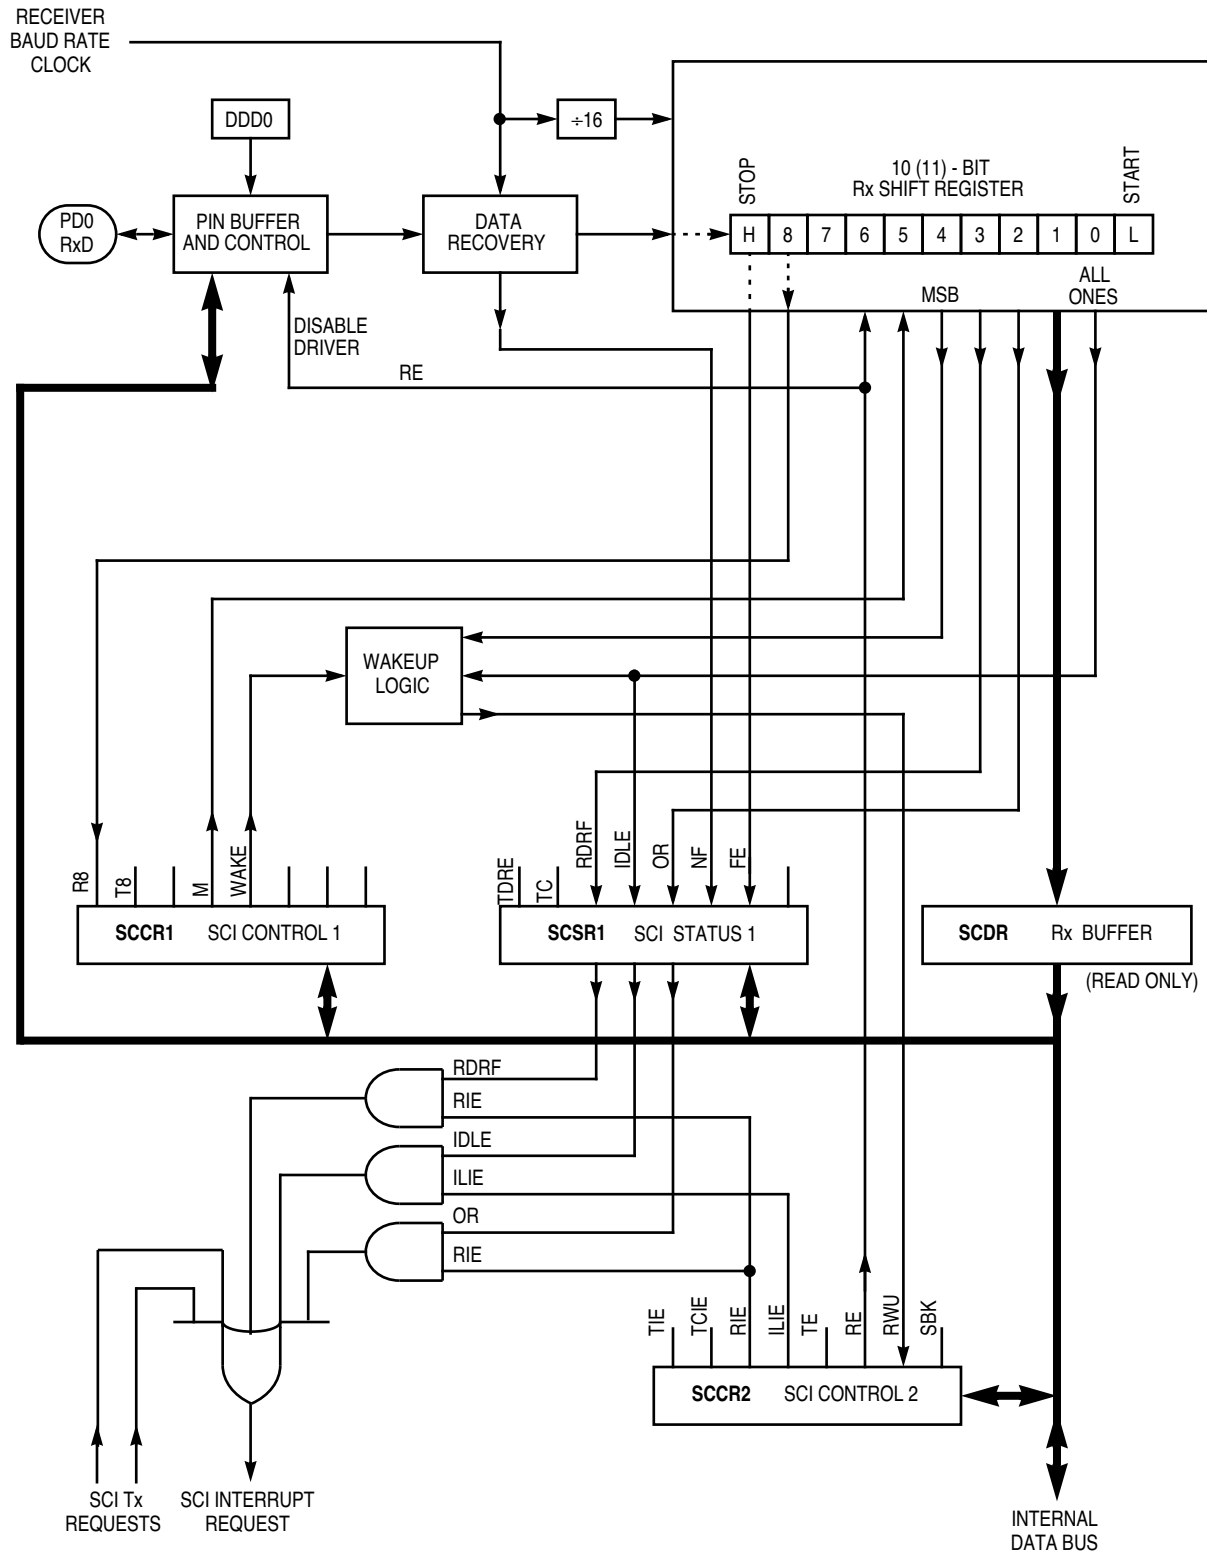 RECEIVER
BAUD RATE
CLOCK
DDD0
÷16
STOP
10 (11) - BIT
Rx SHIFT REGISTER
START
PD0
RxD
PIN BUFFER
AND CONTROL
DATA
RECOVERY
H 8 7 6 5 4 3 2 1 0 L
MSB
ALL
ONES
DISABLE
DRIVER
RE
WAKEUP
LOGIC
R8
T8
M
WAKE
TDRE
TC
RDRF
IDLE
OR
NF
FE
SCCR1 SCI CONTROL 1
SCSR1 SCI STATUS 1
SCDR Rx BUFFER
(READ ONLY)
RDRF
RIE
IDLE
ILIE
OR
RIE
TIE
TCIE
RIE
ILIE
TE
RE
RWU
SBK
SCCR2 SCI CONTROL 2
SCI Tx
REQUESTS
SCI INTERRUPT
REQUEST
INTERNAL
DATA BUS